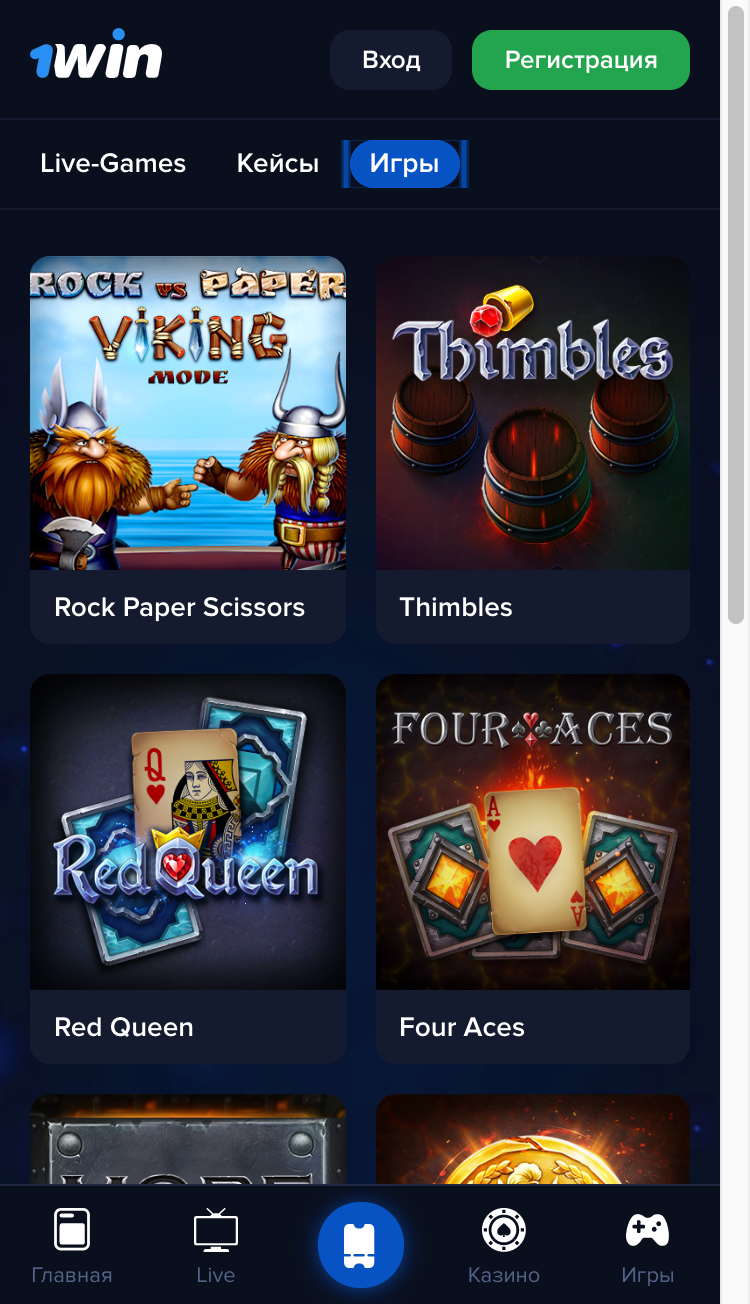 1win
Вход
Регистрация
Live-Games
Кейсы
Игры
ROCK VS PAPER
VIKING
MODE
Rock Paper Scissors
Thimbles
Thimbles
Q
Red Queen
Red Queen
FOUR ACES
A
A
Four Aces
Главная
Live
Казино
Игры